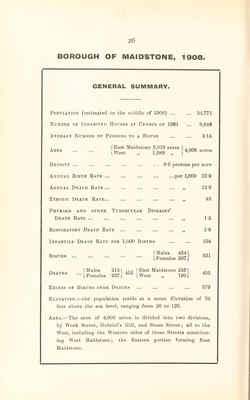 26
BOROUGH OF MAIDSTONE, 1908.
GENERAL SUMMARY.
Population (estimated to the middle of 1908) ... ... 34,771
Number of Inhabited Houses at Census of 1901 ... 6,648
Average Number of Persons to a House ... ... 5·14
Area ... ... ... { East Maidstone 2,019 acres } 4,008 acres
{ West „ 1,989 „ }
Density ... ... ... ... ... 8·6 persons per acre
Annual Birth Rate ... ... ... ... ...per 1,000 23·9
Annual Death Rate ... ... ... ... ... „ 13·0
Zymotic Death Rate... ... ... ... ... „ ·48
Phthisis and other Tubercular Diseases'
Death Rate ... ... ... ... ... „ 1·5
Respiratory Death Rate ... ... ... ... „ 1·8
Infantile Death Rate per 1,000 Births ... ... 104
Births ... ... ... ... ... { Males 424 } 831
{ Females 407 }
Deaths ... { Males 215 } 452 { East Maidstone 253 } 452
{ Females 237 } { West „ 199 }
Excess of Births over Deaths ... ... ... 379
Elevation.—the population reside at a mean Elevation of 70
feet above the sea level, ranging from 20 to 120.
Area.—The area of 4,008 acres is divided into two divisions,
by Week Street, Gabriel's Hill, and Stone Street; all to the
West, including the Western sides of those Streets constitut-
ing West Maidstone; the Eastern portion forming East
Maidstone.